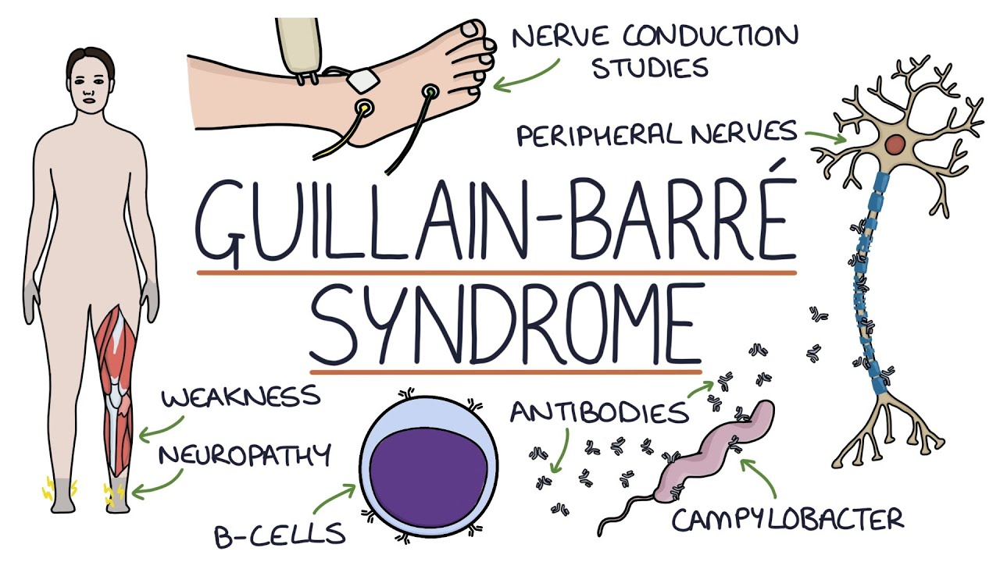 NERVE CONDUCTION
STUDIES
PERIPHERAL NERVES
GUILLAIN-BARRÉ
SYNDROME
WEAKNESS
NEUROPATHY
B-CELLS
ANTIBODIES
CAMPYLOBACTER